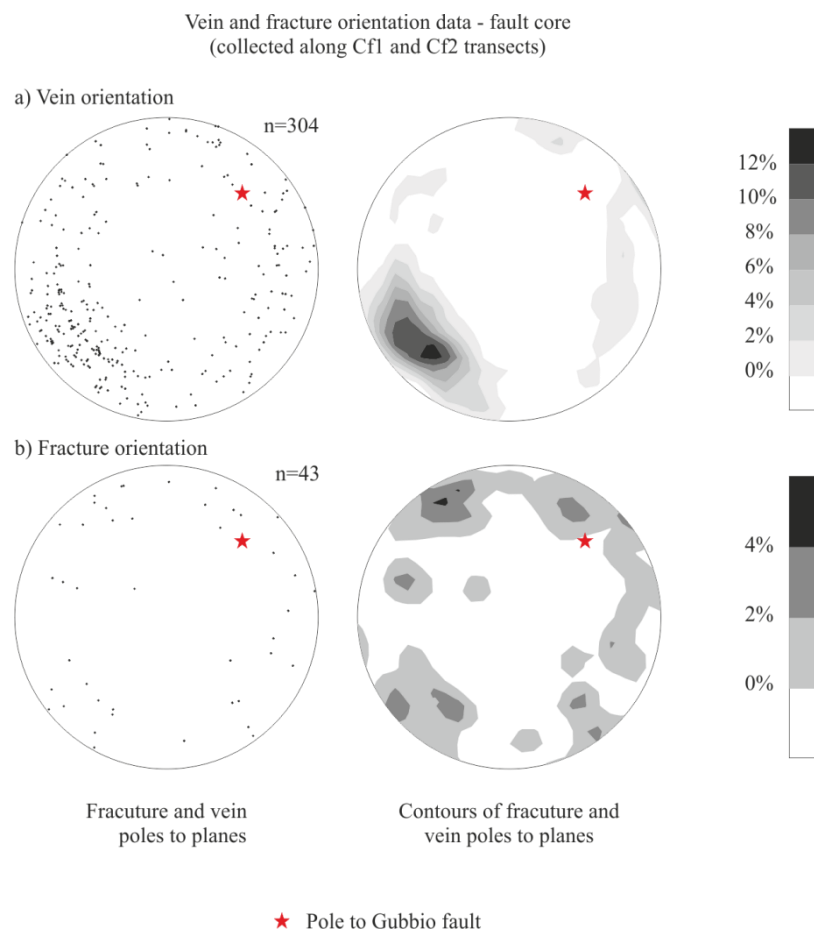 Vein and fracture orientation data - fault core
(collected along Cf1 and Cf2 transects)
a) Vein orientation
n=304
12%
10%
8%
6%
4%
2%
0%
b) Fracture orientation
n=43
4%
2%
0%
Fracuture and vein
poles to planes
Contours of fracuture and
vein poles to planes
Pole to Gubbio fault